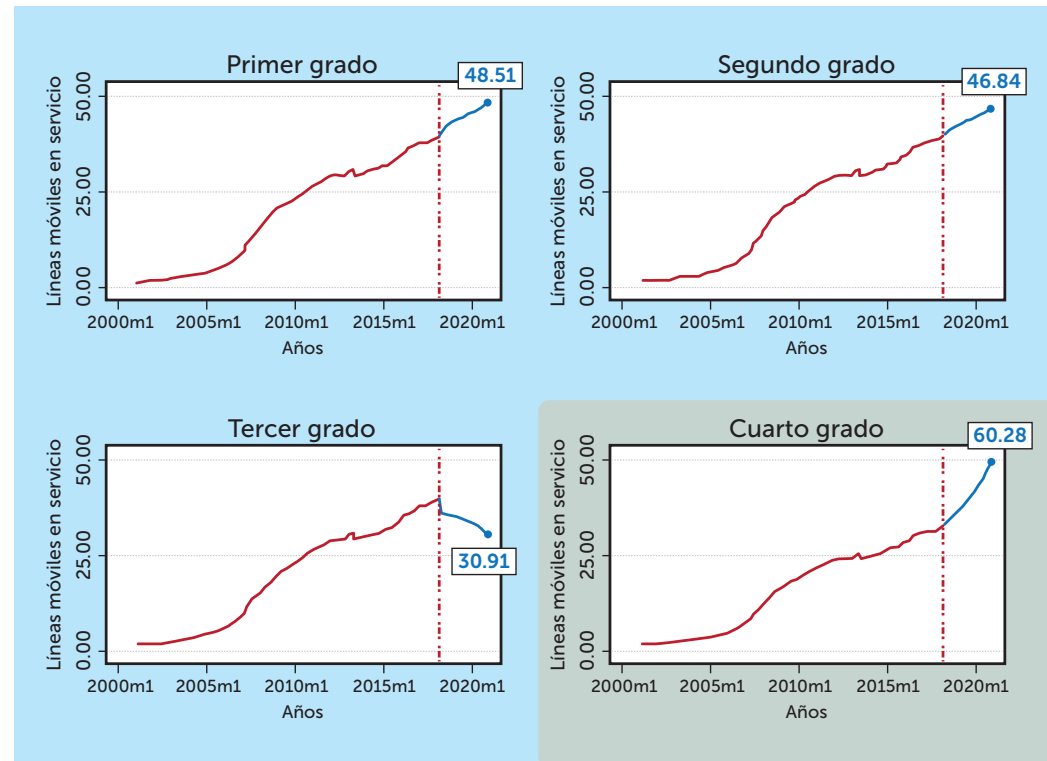 Primer grado
48.51
Líneas móviles en servicio
50.00
25.00
0.00
2000m1 2005m1 2010m1 2015m1 2020m1
Años
Segundo grado
46.84
Líneas móviles en servicio
50.00
25.00
0.00
2000m1 2005m1 2010m1 2015m1 2020m1
Años
Tercer grado
30.91
Líneas móviles en servicio
50.00
25.00
0.00
2000m1 2005m1 2010m1 2015m1 2020m1
Años
Cuarto grado
60.28
Líneas móviles en servicio
50.00
25.00
0.00
2000m1 2005m1 2010m1 2015m1 2020m1
Años